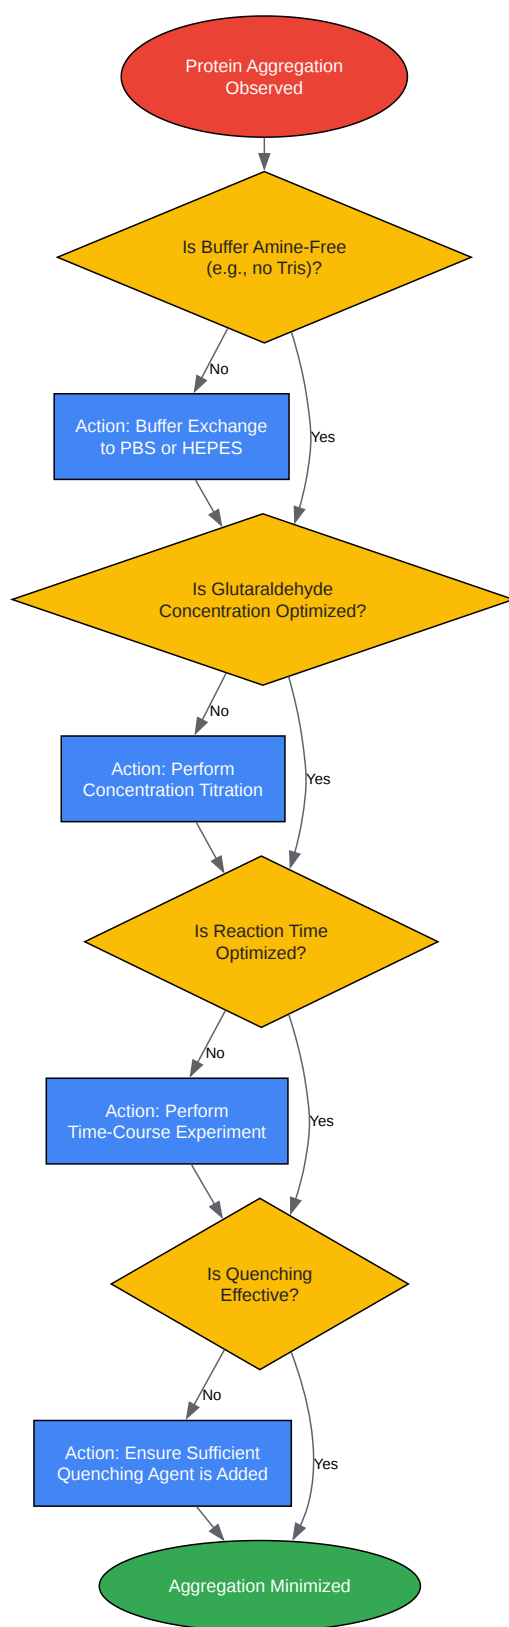 Protein Aggregation
Observed
Is Buffer Amine-Free
(e.g., no Tris)?
No
Yes
Action: Buffer Exchange
to PBS or HEPES
Is Glutaraldehyde
Concentration Optimized?
No
Yes
Action: Perform
Concentration Titration
Is Reaction Time
Optimized?
No
Yes
Action: Perform
Time-Course Experiment
Is Quenching
Effective?
No
Yes
Action: Ensure Sufficient
Quenching Agent is Added
Aggregation Minimized